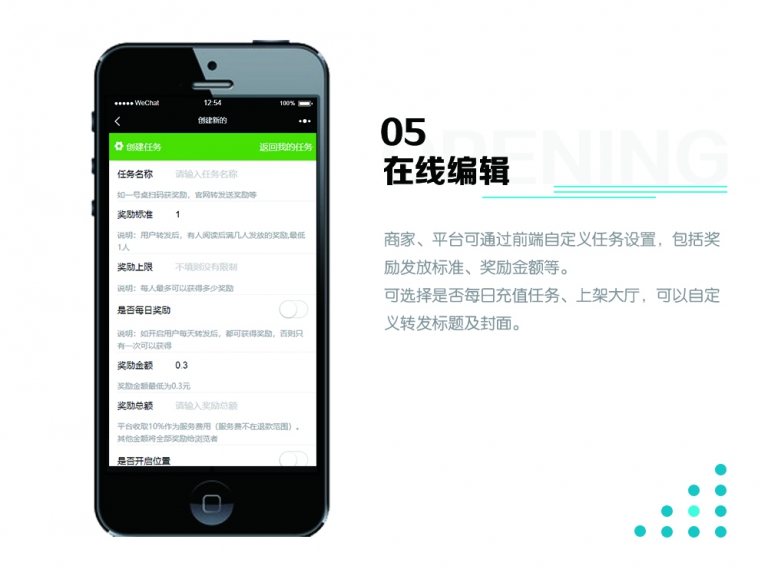 WeChat
12:54
100%
创建新的
创建任务
返回我的任务
任务名称
请输入任务名称
如一号桌扫码获奖励，官网转发送奖励等
奖励标准
1
说明：用户转发后，有人阅读后满几人发放的奖励,最低
1人
奖励上限
不填则没有限制
说明：每人最多可以获得多少奖励
是否每日奖励
说明：如开启用户每天转发后，都可获得奖励，否则只
有一次可以获得
奖励金额
0.3
奖励金额最低为0.3元
奖励总额
请输入奖励总额
平台收取10%作为服务费用（服务费不在退款范围）。
其他金额将全部奖励给浏览者
是否开启位置
05
PENING
在线编辑
商家、平台可通过前端自定义任务设置，包括奖
励发放标准、奖励金额等。
可选择是否每日充值任务、上架大厅，可以自定
义转发标题及封面。